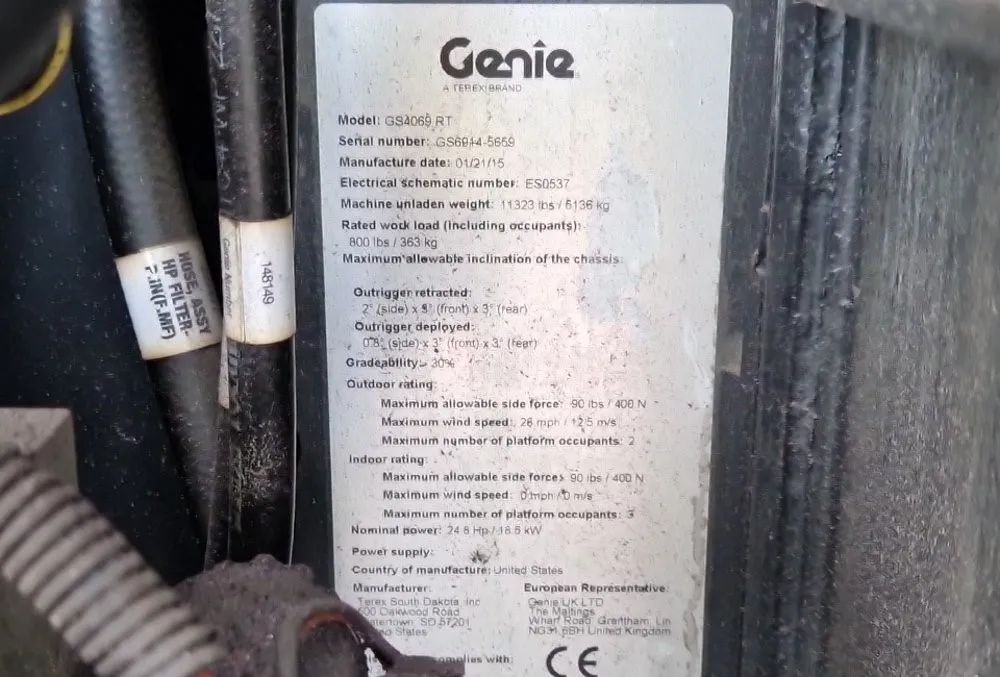 Genie
A TEREX BRAND
Model: GS4069 RT
Serial number: GS6914-5659
Manufacture date: 01/21/15
Electrical schematic number: ES0537
Machine unladen weight: 11323 lbs / 5136 kg
Rated work load (including occupants):
800 lbs / 363 kg
Maximum allowable inclination of the chassis:
Outrigger retracted:
2° (side) x 3° (front) x 3° (rear)
Outrigger deployed:
0.8° (side) x 3° (front) x 3° (rear)
Gradeability: 30%
Outdoor rating:
Maximum allowable side force: 90 lbs / 400 N
Maximum wind speed: 28 mph / 12.5 m/s
Maximum number of platform occupants: 2
Indoor rating:
Maximum allowable side force: 90 lbs / 400 N
Maximum wind speed: 0 mph / 0 m/s
Maximum number of platform occupants: 3
Nominal power: 24.8 Hp / 18.5 kW
Power supply:
Country of manufacture: United States
Manufacturer:
Terex South Dakota, Inc
500 Oakwood Road
Watertown, SD 57201
States
European Representative:
Genie UK LTD
The Maltings
Wharf Road, Grantham, Lin
NG31 6BH United Kingdom
complies with:
CE
HOSE, ASSY
HP FILTER-
IN(F-MF)
Genie Number
148149